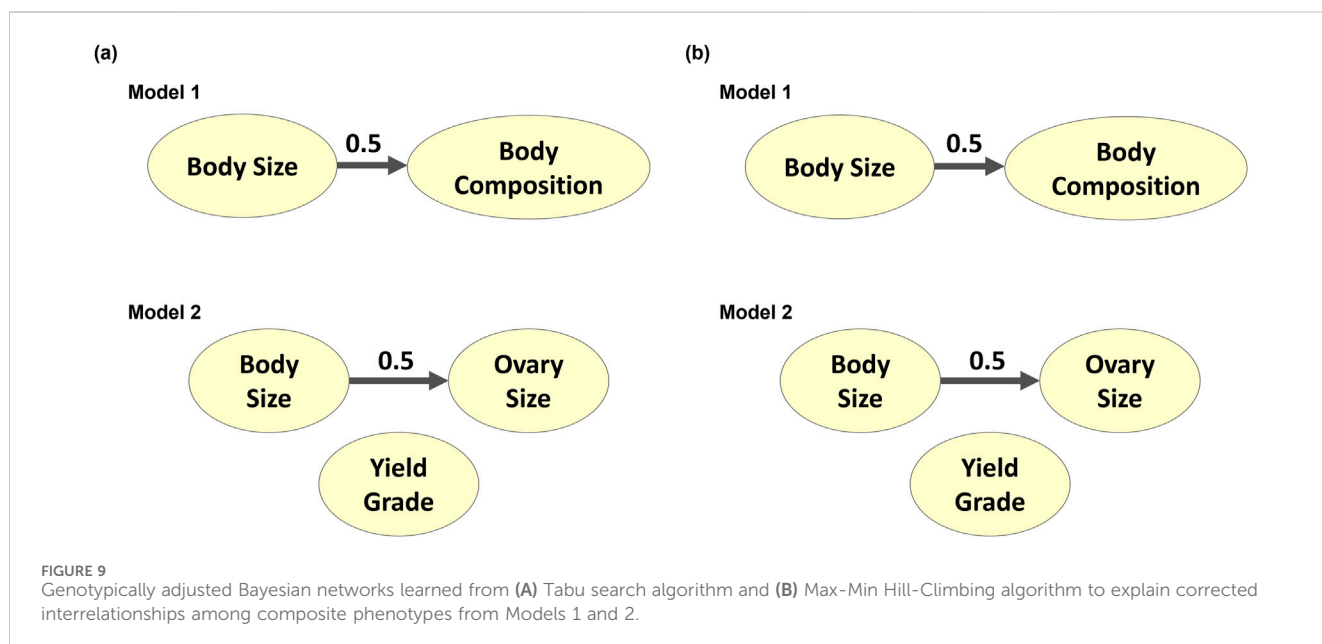 (a)
Model 1
0.5
Body Size
Body
Composition
Model 2
0.5
Body
Size
Ovary
Size
Yield
Grade
(b)
Model 1
0.5
Body Size
Body
Composition
Model 2
0.5
Body
Size
Ovary
Size
Yield
Grade
FIGURE 9
Genotypically adjusted Bayesian networks learned from (A) Tabu search algorithm and (B) Max-Min Hill-Climbing algorithm to explain corrected
interrelationships among composite phenotypes from Models 1 and 2.